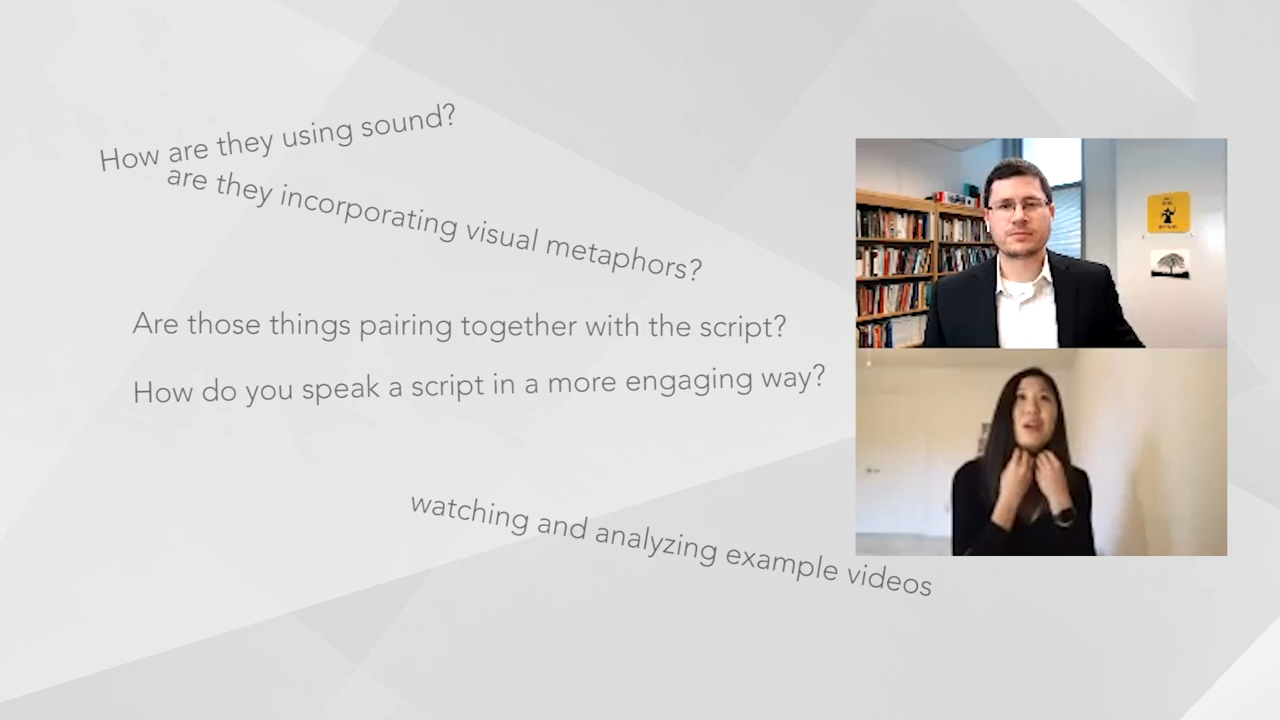 How are they using sound?
are they incorporating visual metaphors?
Are those things pairing together with the script?
How do you speak a script in a more engaging way?
watching and analyzing example videos